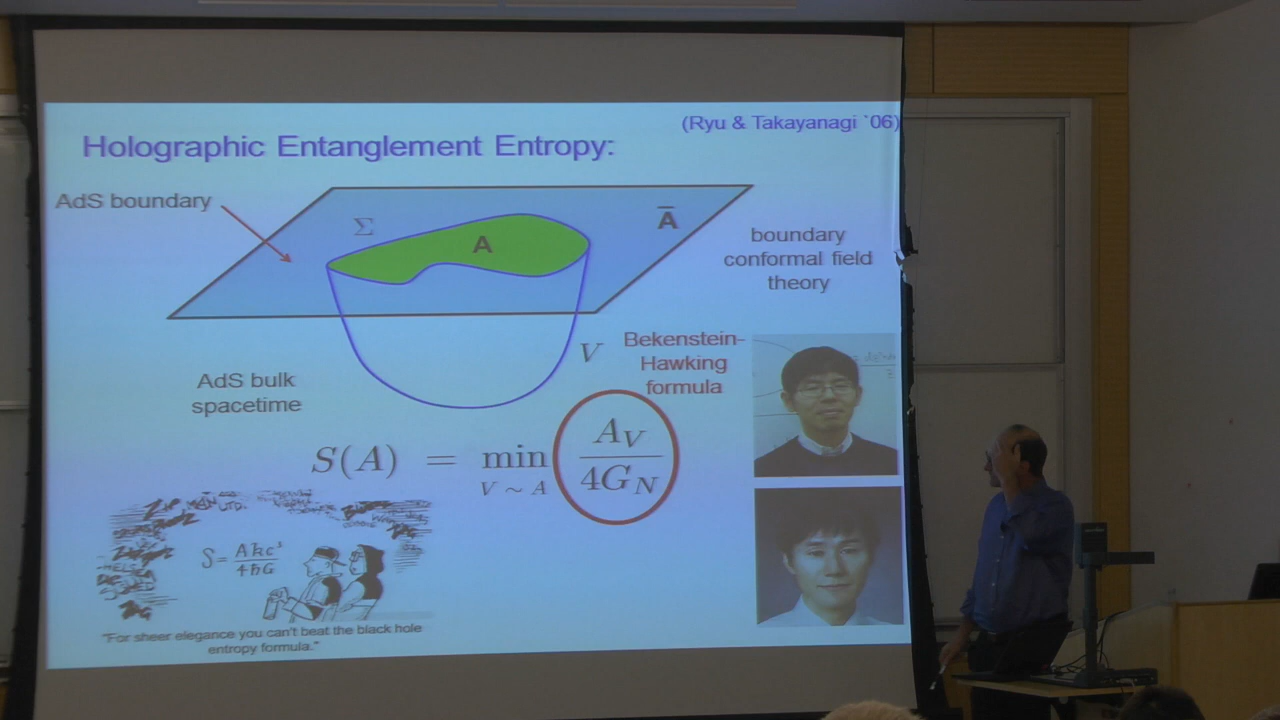 (Ryu & Takayanagi `06)
Holographic Entanglement Entropy:
AdS boundary
Σ
A
Ā
boundary
conformal field
theory
V
Bekenstein-
Hawking
formula
AdS bulk
spacetime
S(A) = min A_V
V ~ A 4G_N
S = Akc³
4ħG
"For sheer elegance you can't beat the black hole
entropy formula."